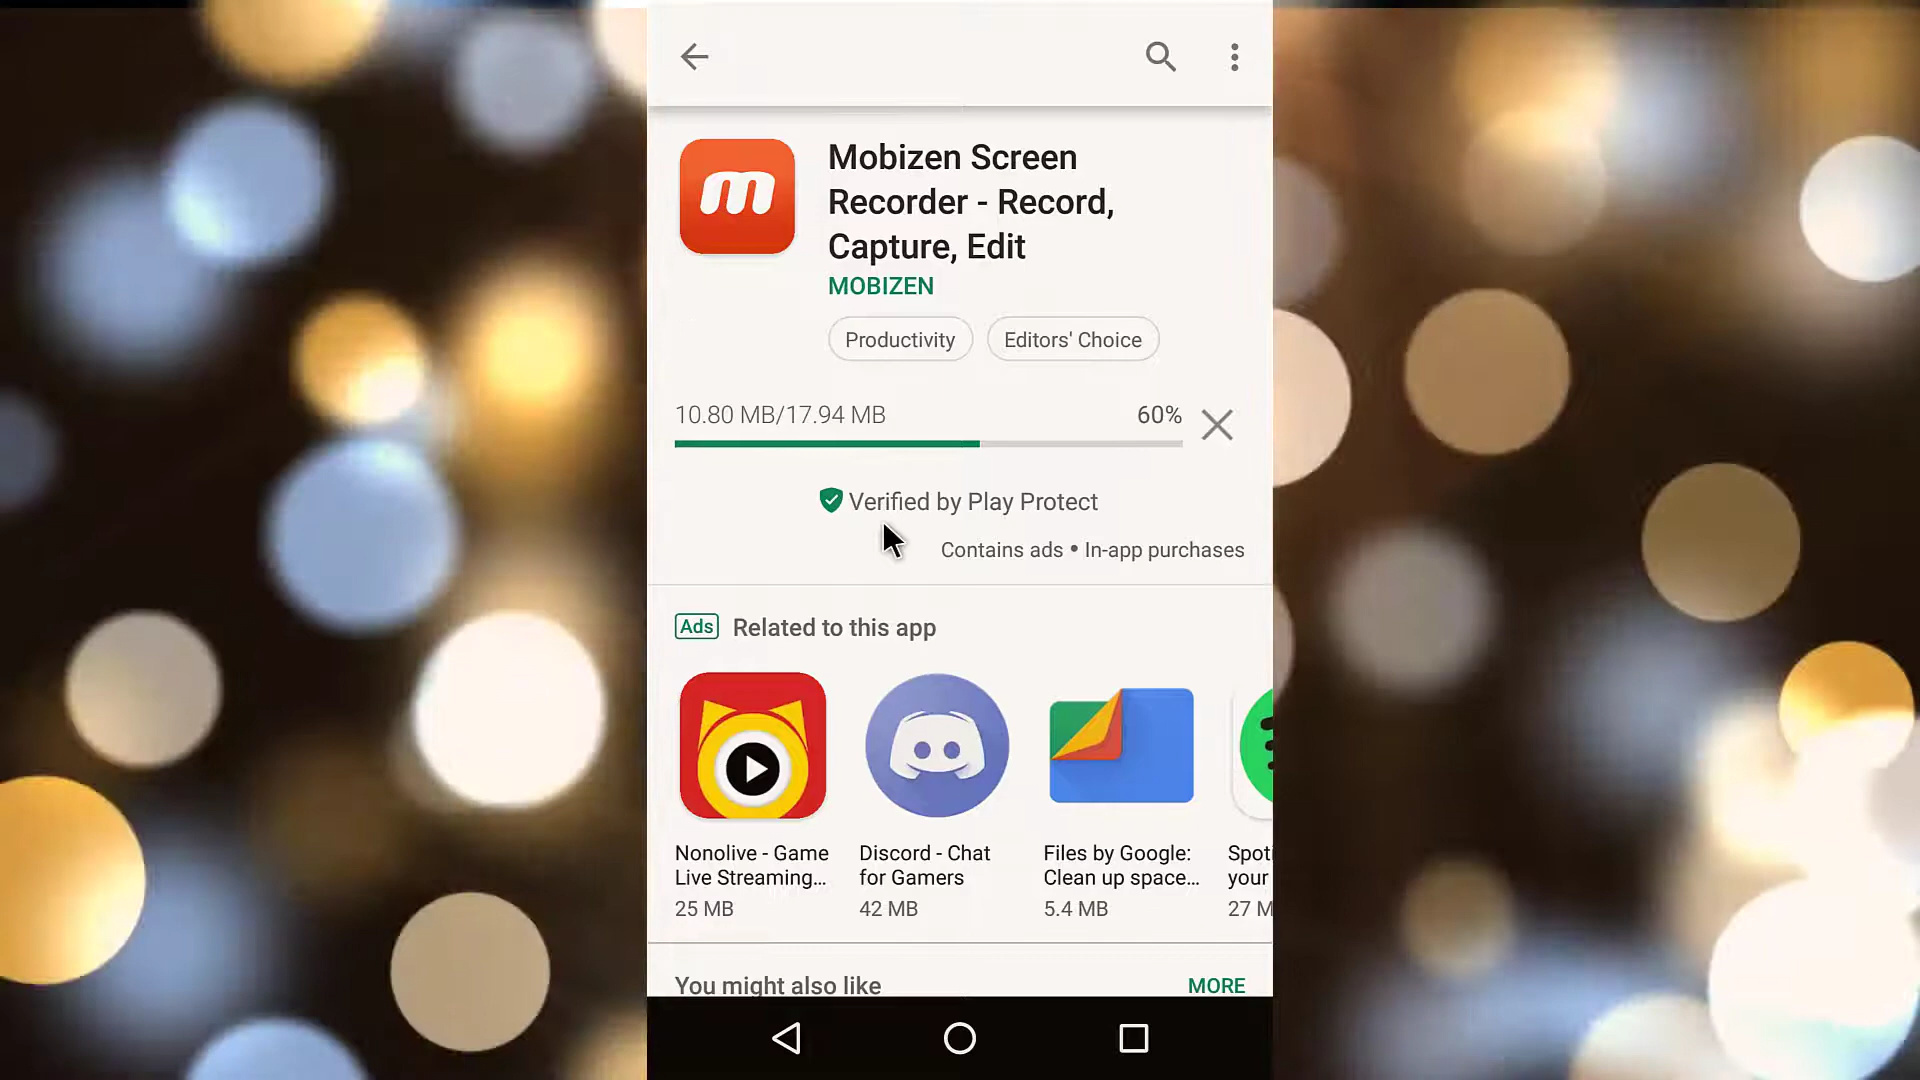 Mobizen Screen
Recorder - Record,
Capture, Edit
MOBIZEN
Productivity
Editors' Choice
10.80 MB/17.94 MB
60%
Verified by Play Protect
Contains ads • In-app purchases
Ads Related to this app
Nonolive - Game
Live Streaming...
25 MB
Discord - Chat
for Gamers
42 MB
Files by Google:
Clean up space...
5.4 MB
Spoti
your
27 M
You might also like
MORE